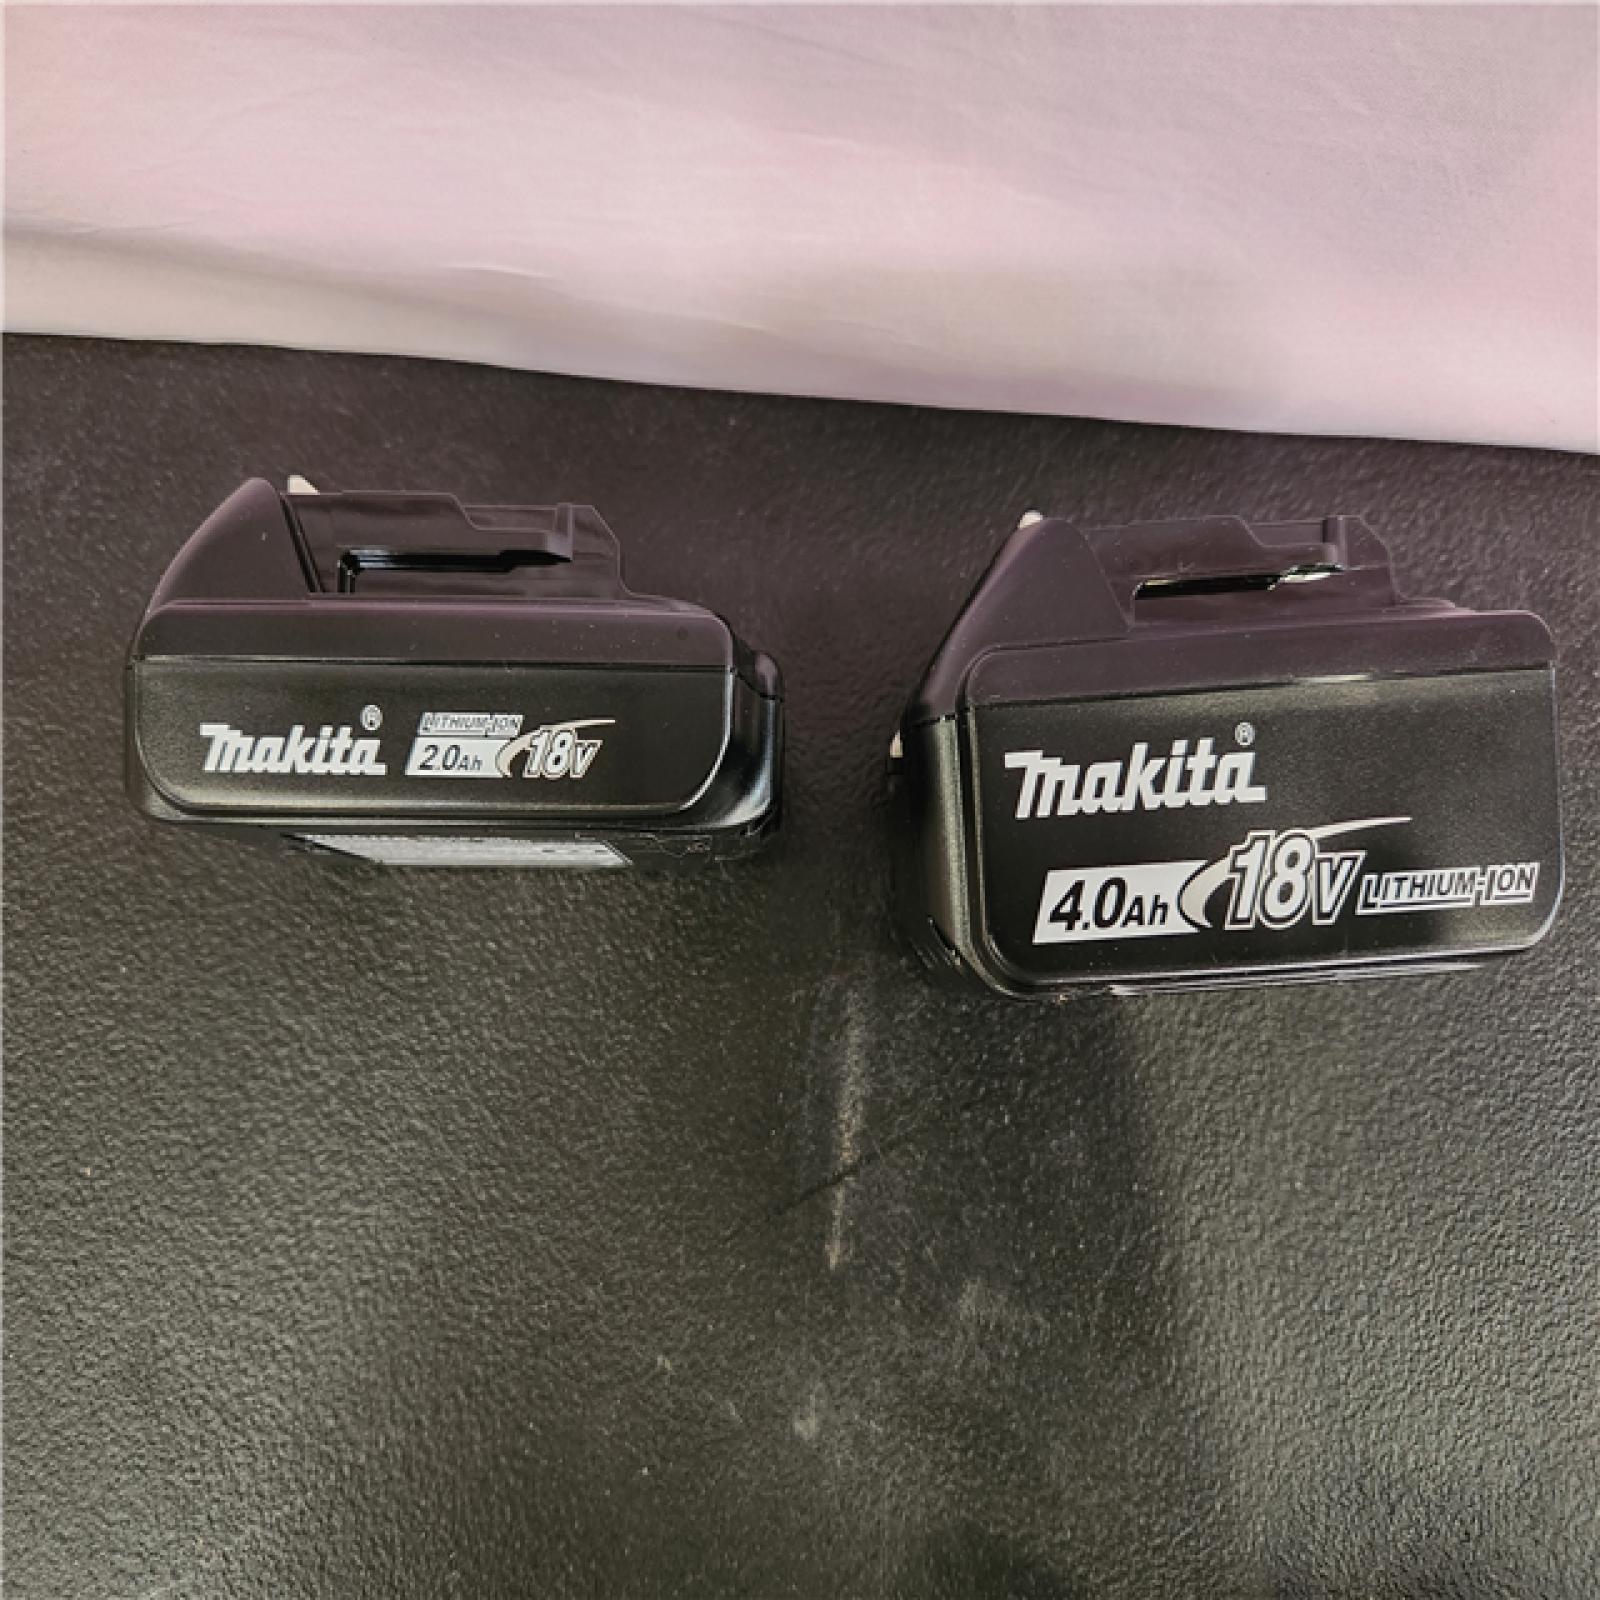 makita®
LITHIUM-ION
2.0Ah 18V
makita®
4.0Ah 18V LITHIUM-ION